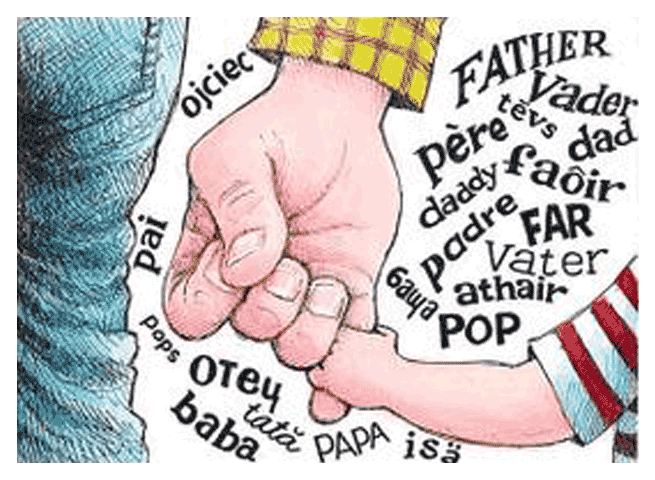 ojciec
FATHER
Vader
tēvs
dad
père
faôir
daddy
padre
FAR
Vater
athair
баща
POP
pai
pops
отец
tată
baba
PAPA
isä